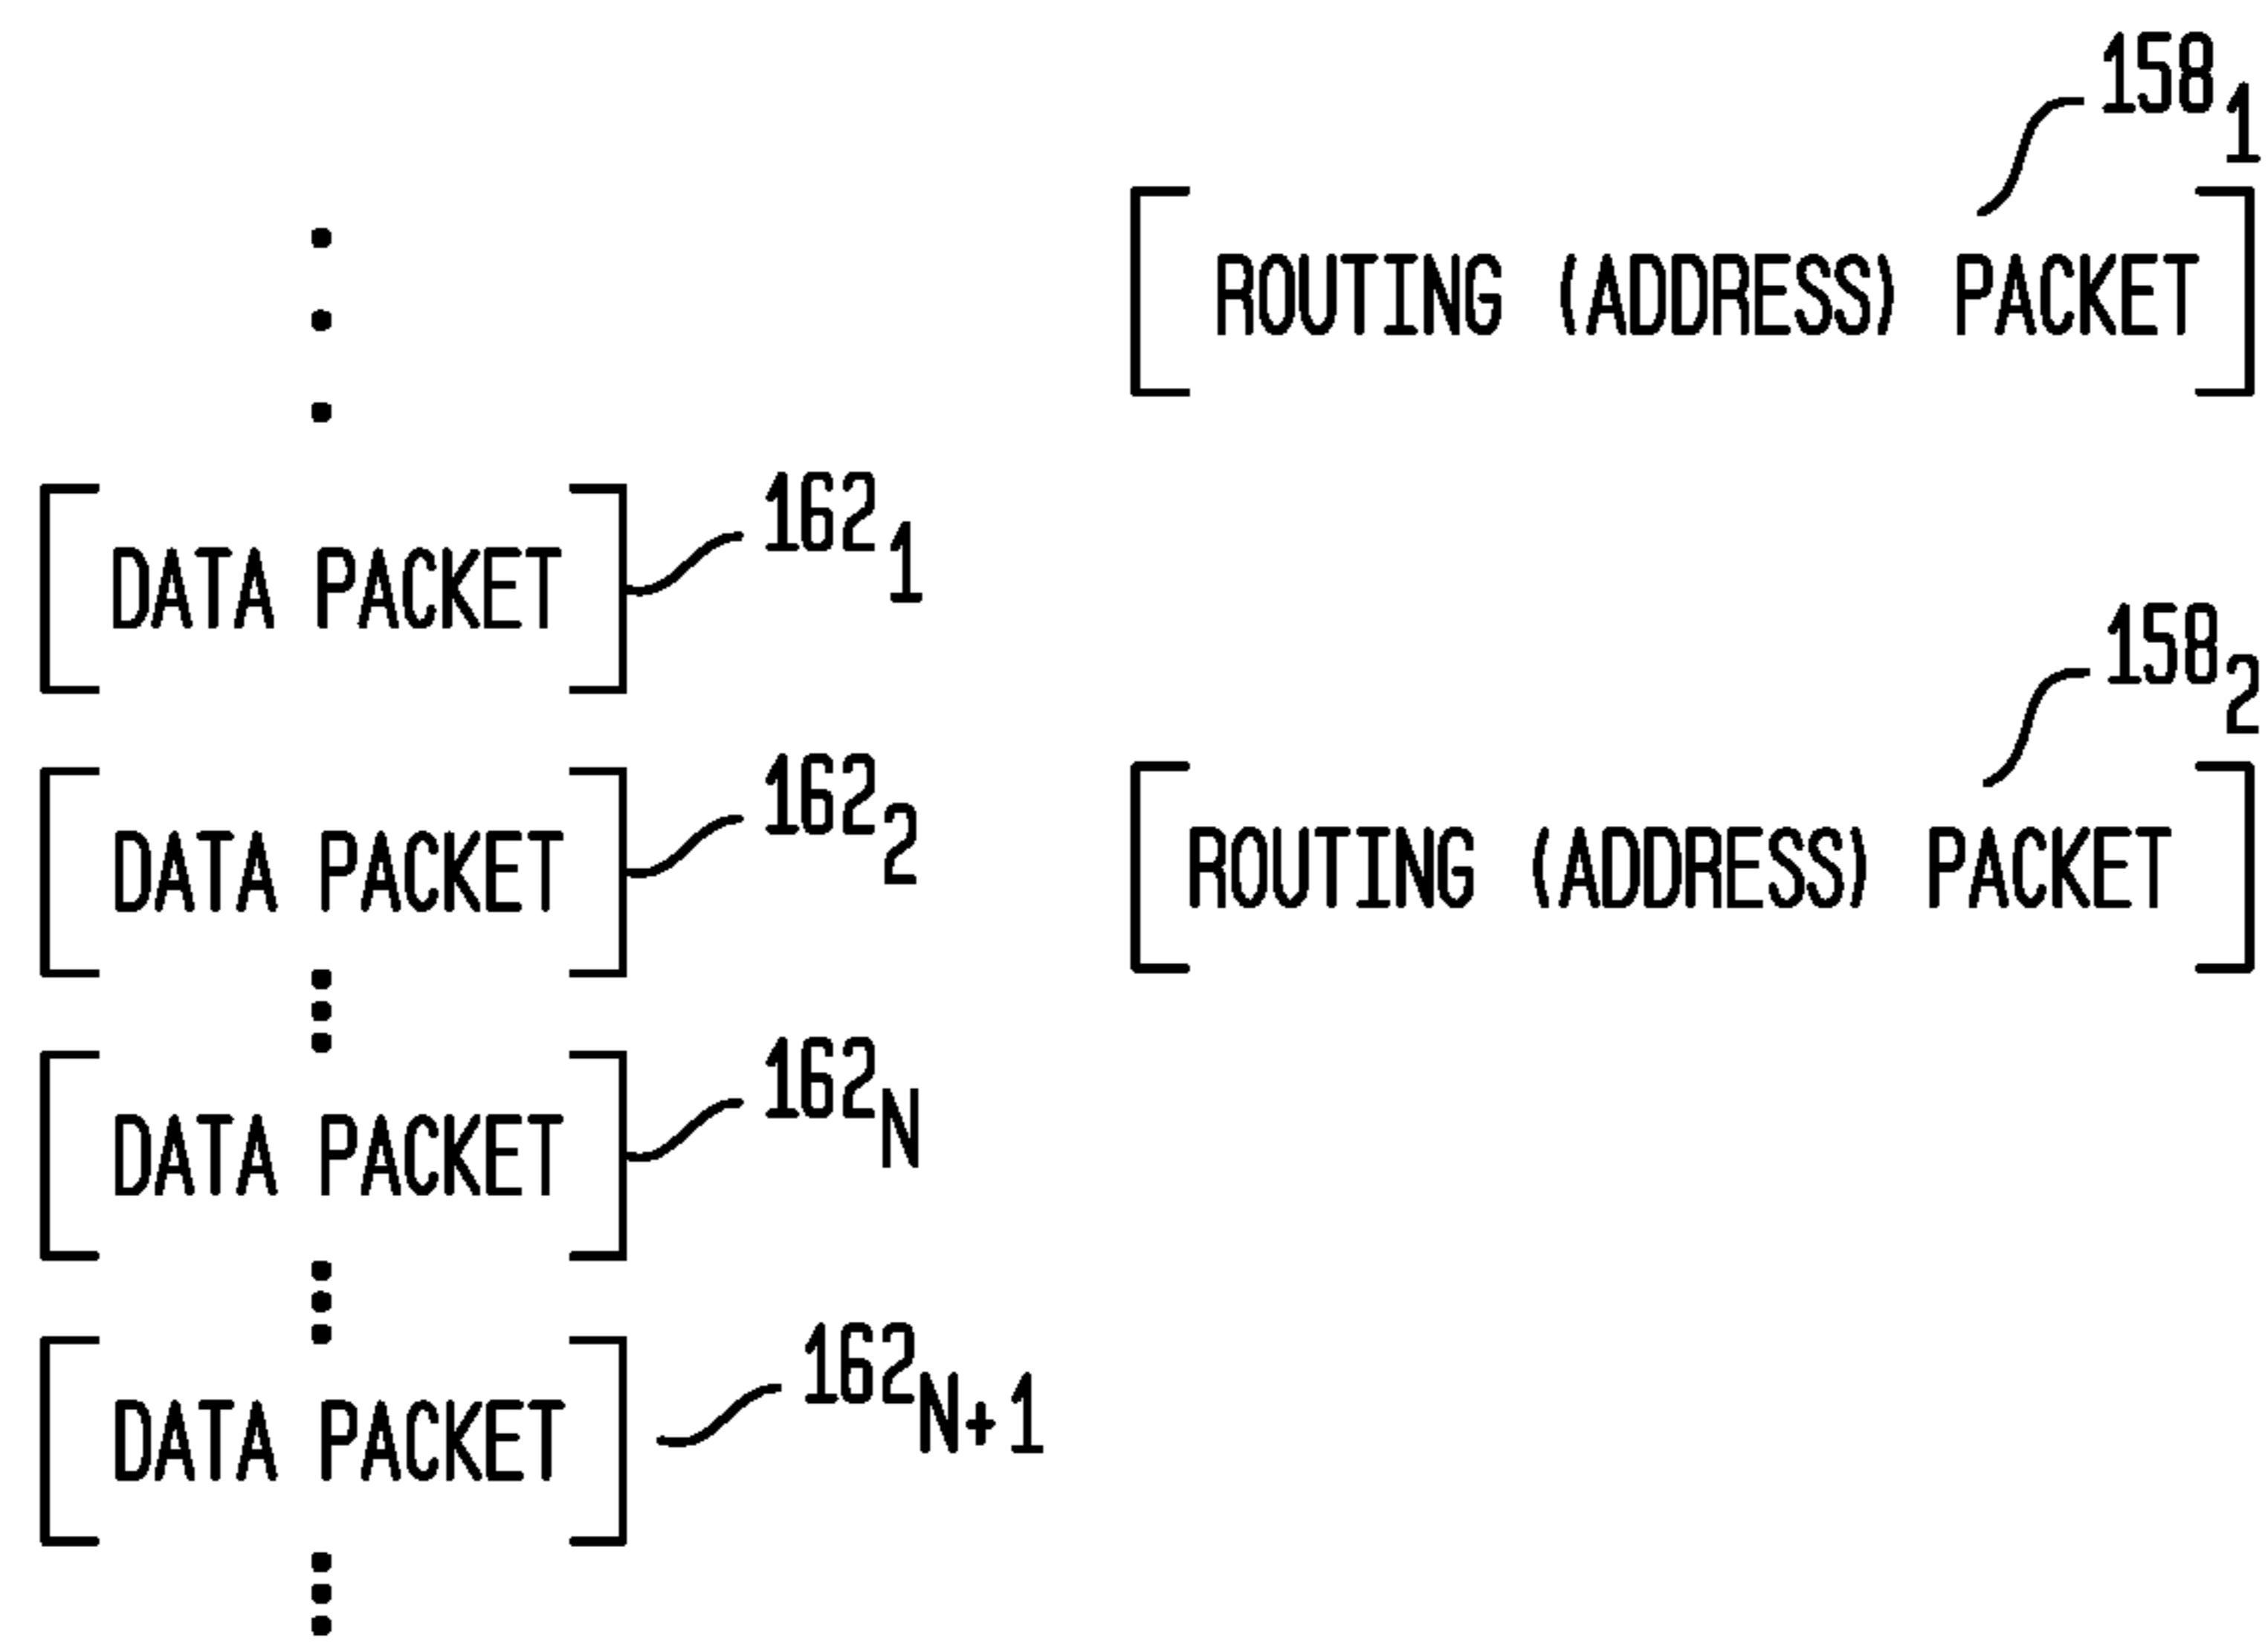 158₁
ROUTING (ADDRESS) PACKET
162₁
DATA PACKET
158₂
162₂
DATA PACKET
ROUTING (ADDRESS) PACKET
162N
DATA PACKET
162N+1
DATA PACKET